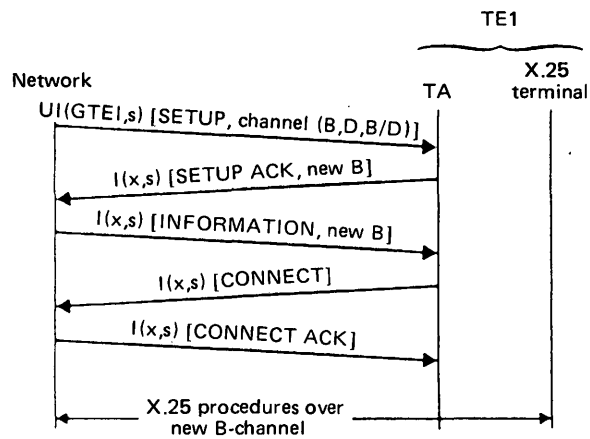 TE1
Network
TA
X.25
terminal
UI(GTEI,s) [SETUP, channel (B,D,B/D)]
I(x,s) [SETUP ACK, new B]
I(x,s) [INFORMATION, new B]
I(x,s) [CONNECT]
I(x,s) [CONNECT ACK]
X.25 procedures over
new B-channel